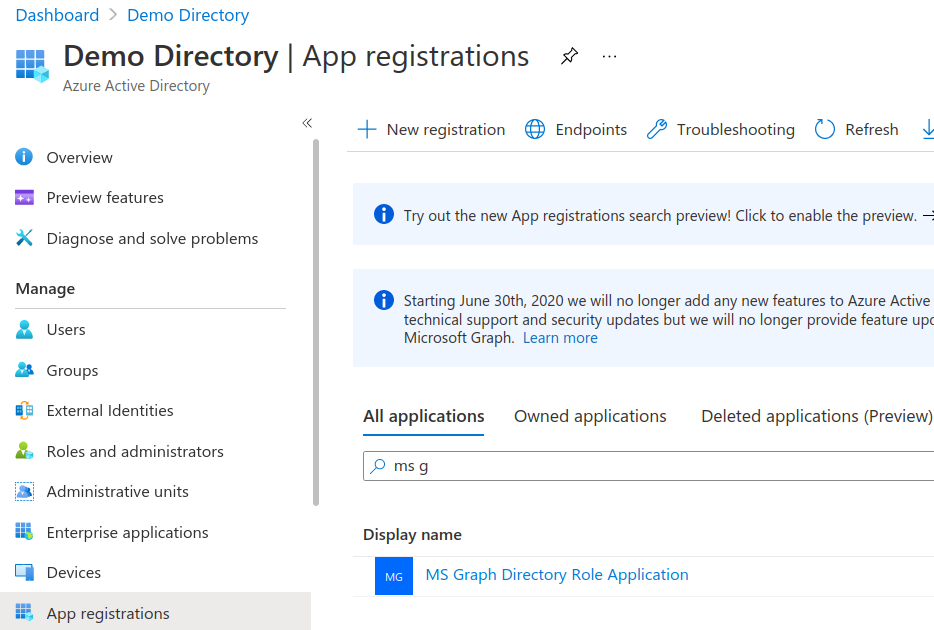 Dashboard > Demo Directory
Demo Directory | App registrations
Azure Active Directory
«
Overview
Preview features
Diagnose and solve problems
Manage
Users
Groups
External Identities
Roles and administrators
Administrative units
Enterprise applications
Devices
App registrations
New registration Endpoints Troubleshooting Refresh
Try out the new App registrations search preview! Click to enable the preview. →
Starting June 30th, 2020 we will no longer add any new features to Azure Active
technical support and security updates but we will no longer provide feature
Microsoft Graph. Learn more
All applications Owned applications Deleted applications (Preview)
ms g
Display name
MG MS Graph Directory Role Application